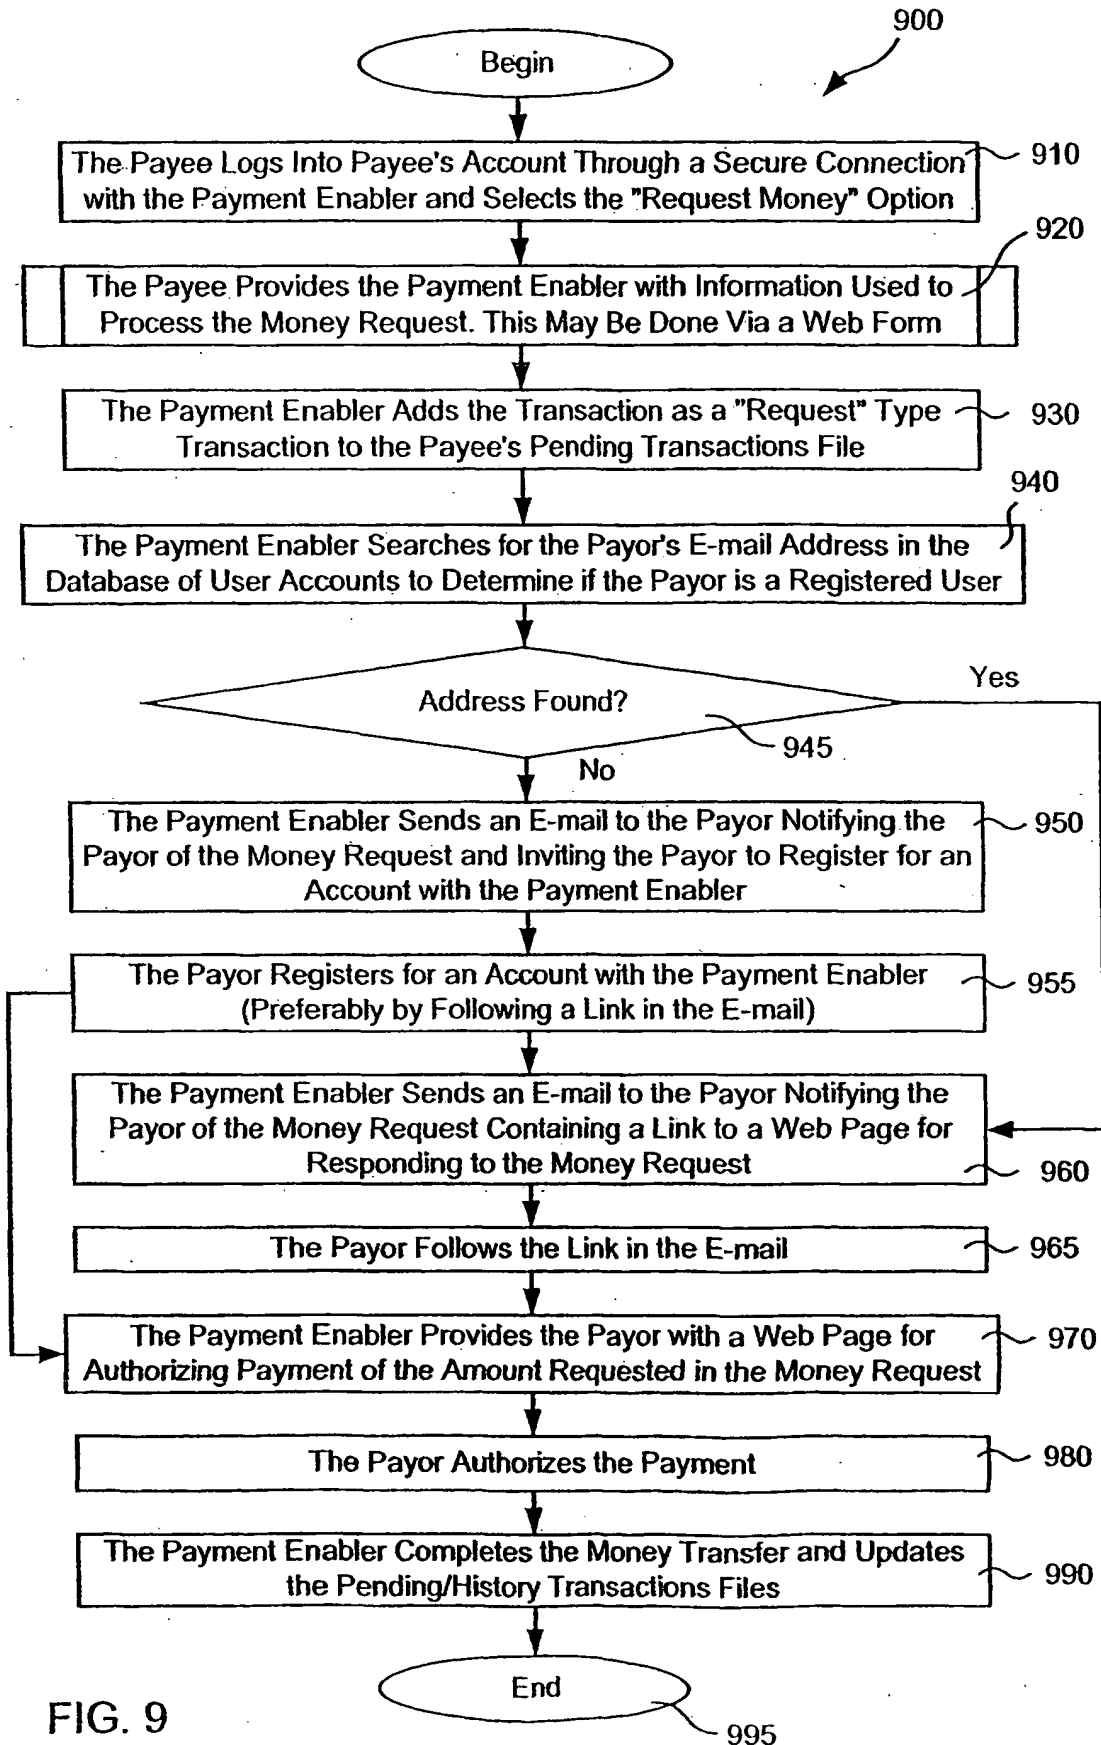 900
Begin
The Payee Logs Into Payee's Account Through a Secure Connection
with the Payment Enabler and Selects the "Request Money" Option
910
920
The Payee Provides the Payment Enabler with Information Used to
Process the Money Request. This May Be Done Via a Web Form
The Payment Enabler Adds the Transaction as a "Request" Type
Transaction to the Payee's Pending Transactions File
930
940
The Payment Enabler Searches for the Payor's E-mail Address in the
Database of User Accounts to Determine if the Payor is a Registered User
Yes
Address Found?
945
No
The Payment Enabler Sends an E-mail to the Payor Notifying the
Payor of the Money Request and Inviting the Payor to Register for an
Account with the Payment Enabler
950
The Payor Registers for an Account with the Payment Enabler
(Preferably by Following a Link in the E-mail)
955
The Payment Enabler Sends an E-mail to the Payor Notifying the
Payor of the Money Request Containing a Link to a Web Page for
Responding to the Money Request
960
The Payor Follows the Link in the E-mail
965
The Payment Enabler Provides the Payor with a Web Page for
Authorizing Payment of the Amount Requested in the Money Request
970
The Payor Authorizes the Payment
980
The Payment Enabler Completes the Money Transfer and Updates
the Pending/History Transactions Files
990
End
995
FIG. 9